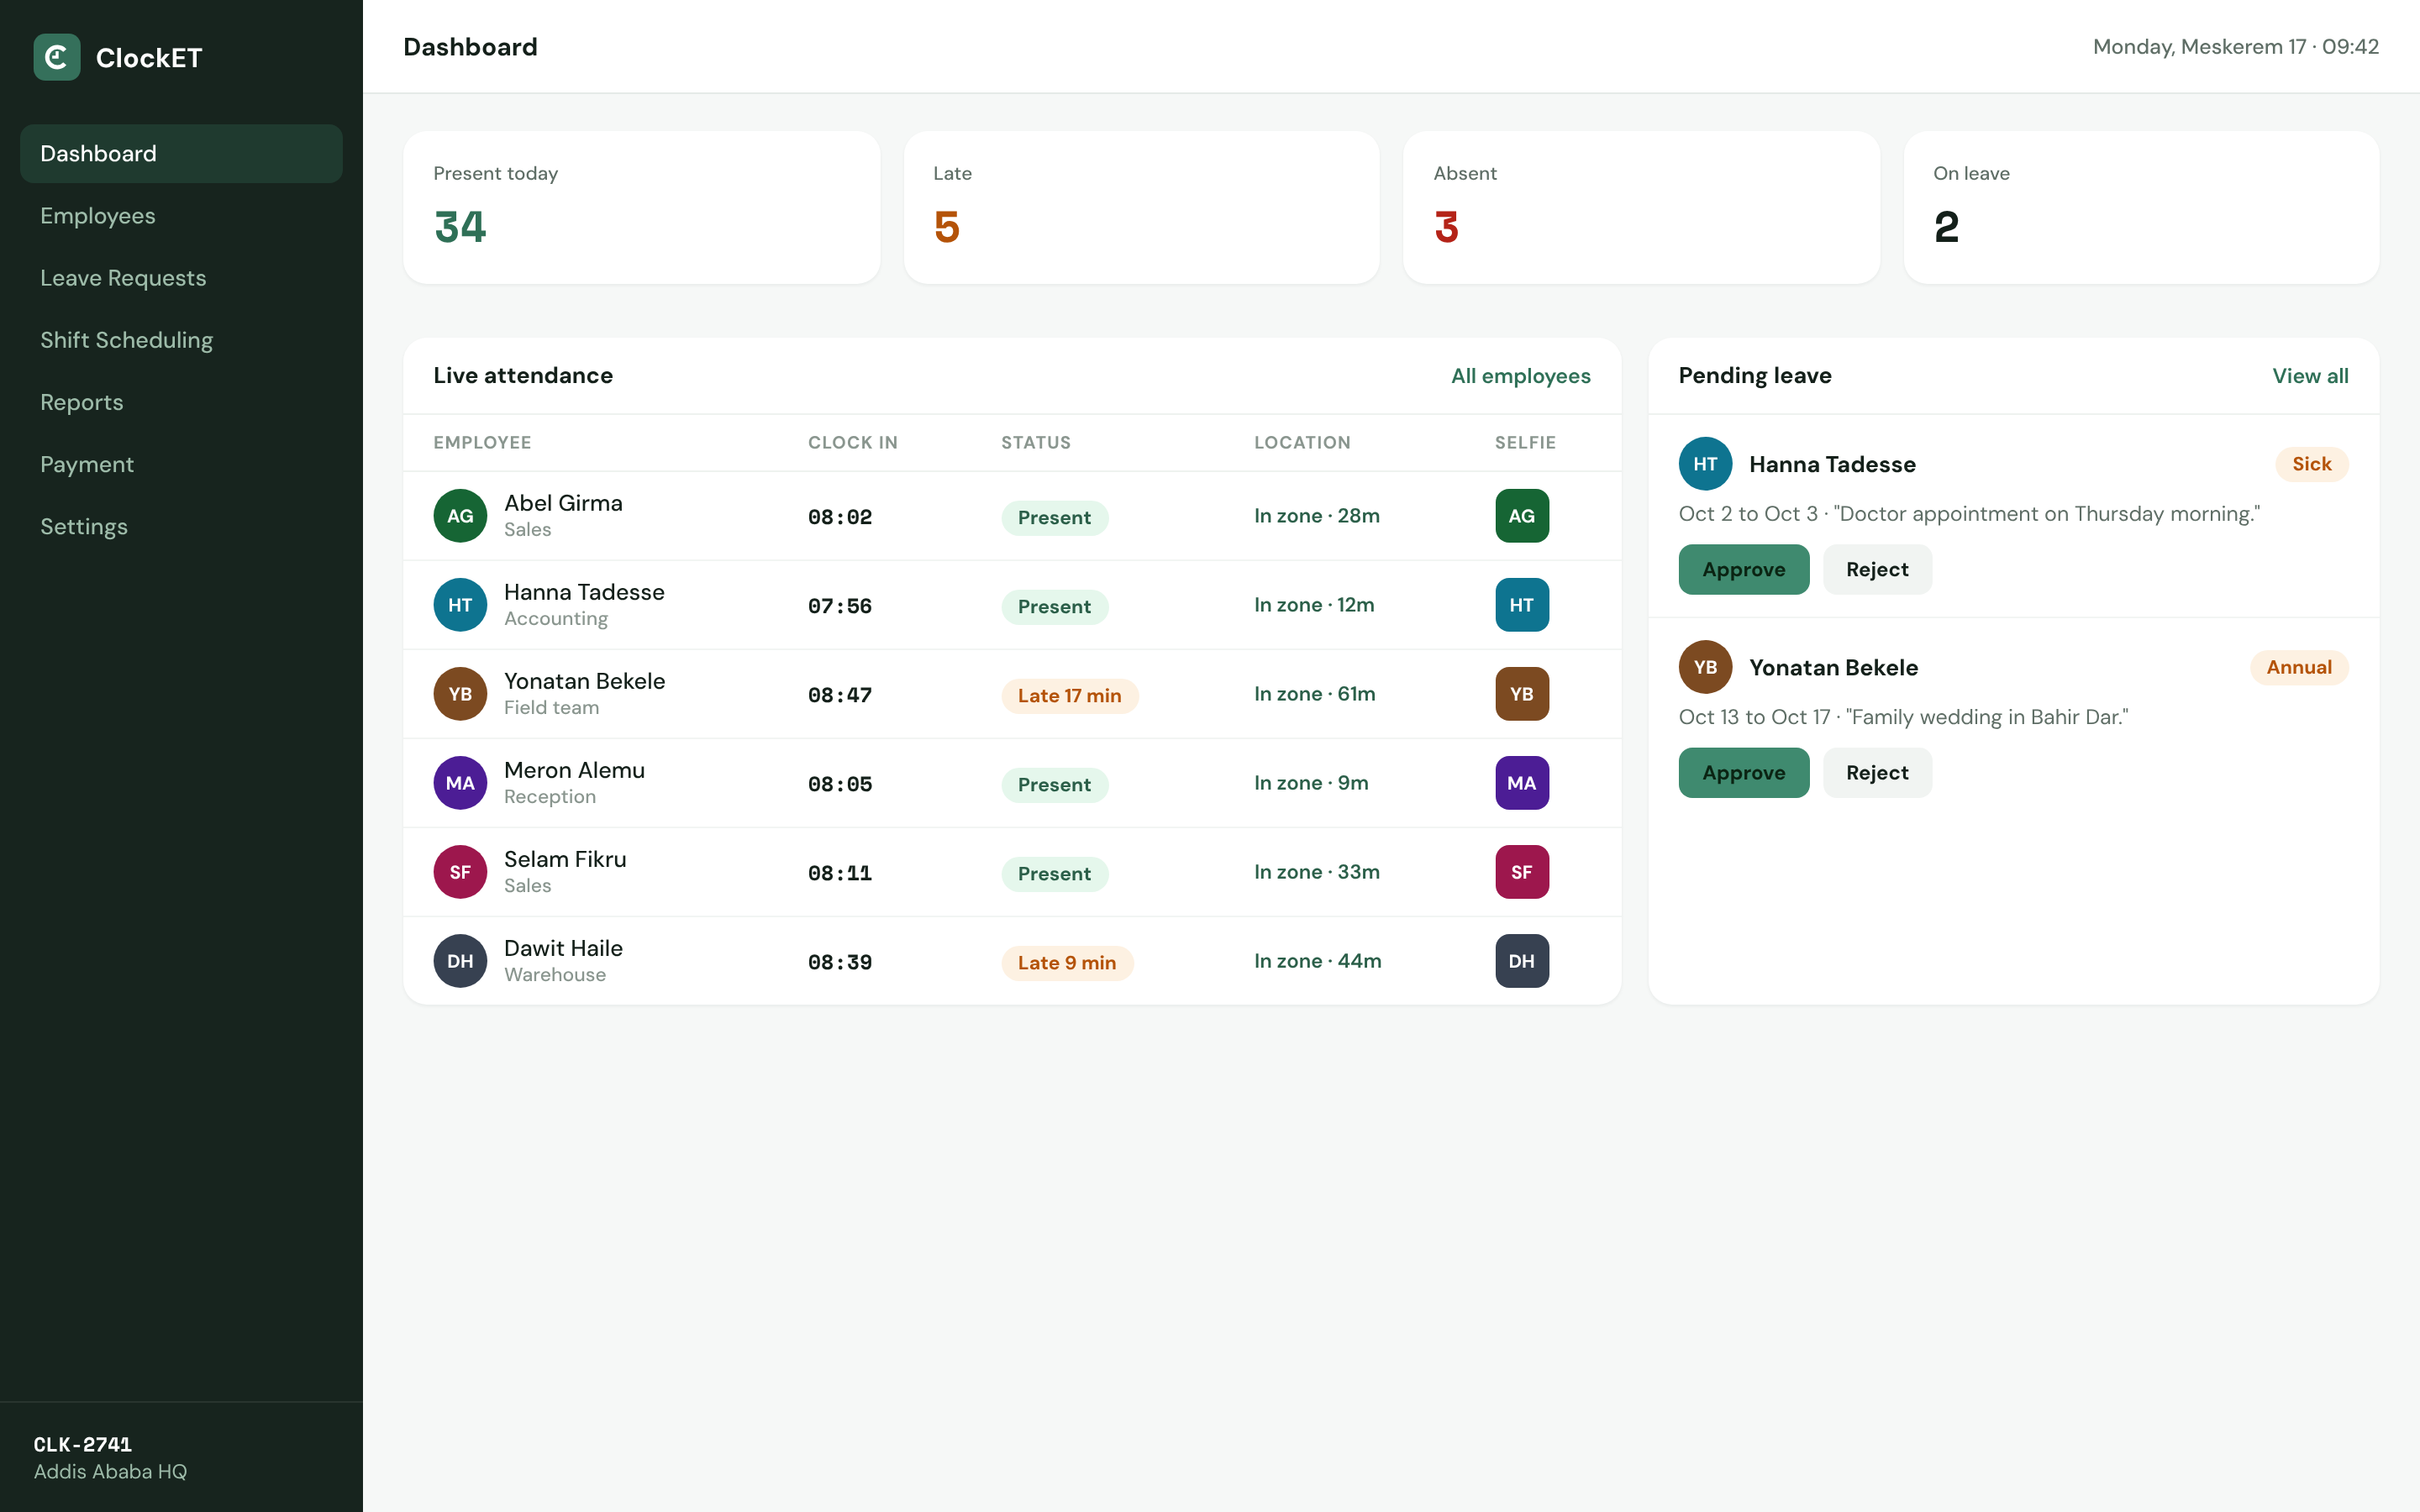 ClockET
Dashboard
Employees
Leave Requests
Shift Scheduling
Reports
Payment
Settings
CLK-2741
Addis Ababa HQ
Dashboard
Monday, Meskerem 17 · 09:42
Present today
34
Late
5
Absent
3
On leave
2
Live attendance
All employees
EMPLOYEE CLOCK IN STATUS LOCATION SELFIE
AG Abel Girma 08:02 Present In zone · 28m AG
Sales
HT Hanna Tadesse 07:56 Present In zone · 12m HT
Accounting
YB Yonatan Bekele 08:47 Late 17 min In zone · 61m YB
Field team
MA Meron Alemu 08:05 Present In zone · 9m MA
Reception
SF Selam Fikru 08:11 Present In zone · 33m SF
Sales
DH Dawit Haile 08:39 Late 9 min In zone · 44m DH
Warehouse
Pending leave
View all
HT Hanna Tadesse Sick
Oct 2 to Oct 3 · "Doctor appointment on Thursday morning."
Approve Reject
YB Yonatan Bekele Annual
Oct 13 to Oct 17 · "Family wedding in Bahir Dar."
Approve Reject